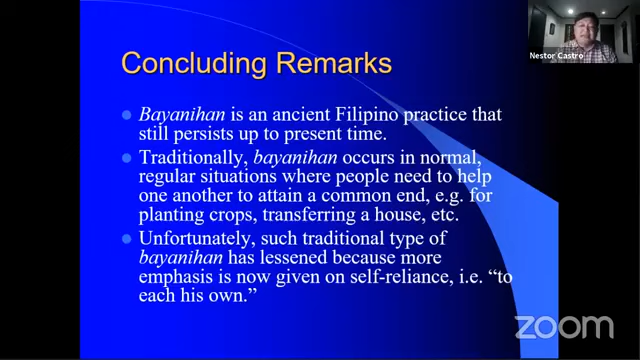 Nestor Castro
Concluding Remarks
Bayanihan is an ancient Filipino practice that
still persists up to present time.
Traditionally, bayanihan occurs in normal,
regular situations where people need to help
one another to attain a common end, e.g. for
planting crops, transferring a house, etc.
Unfortunately, such traditional type of
bayanihan has lessened because more
emphasis is now given on self-reliance, i.e. “to
each his own.”
zoom